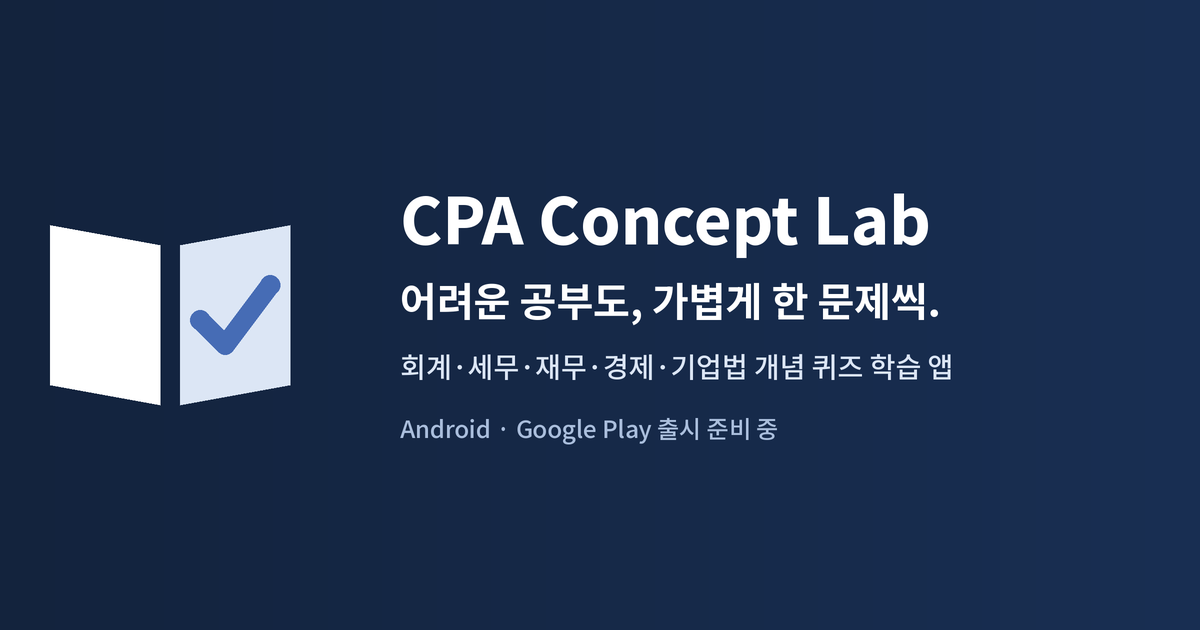 CPA Concept Lab
어려운 공부도, 가볍게 한 문제씩.
회계·세무·재무·경제·기업법 개념 퀴즈 학습 앱
Android · Google Play 출시 준비 중